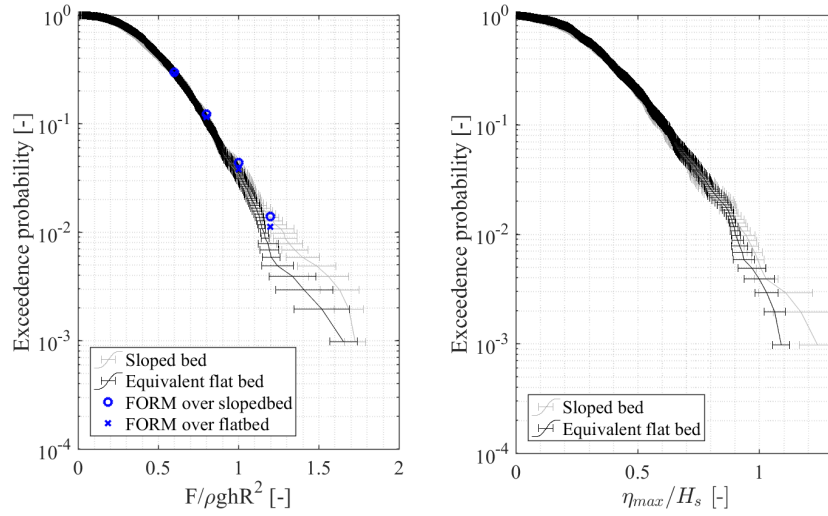 Exceedence probability [-]
10^0
10^-1
10^-2
10^-3
10^-4
Sloped bed
Equivalent flat bed
FORM over slopedbed
FORM over flatbed
0 0.5 1 1.5 2
F/ρghR^2 [-]
Exceedence probability [-]
10^0
10^-1
10^-2
10^-3
10^-4
Sloped bed
Equivalent flat bed
0 0.5 1
η_max/H_s [-]